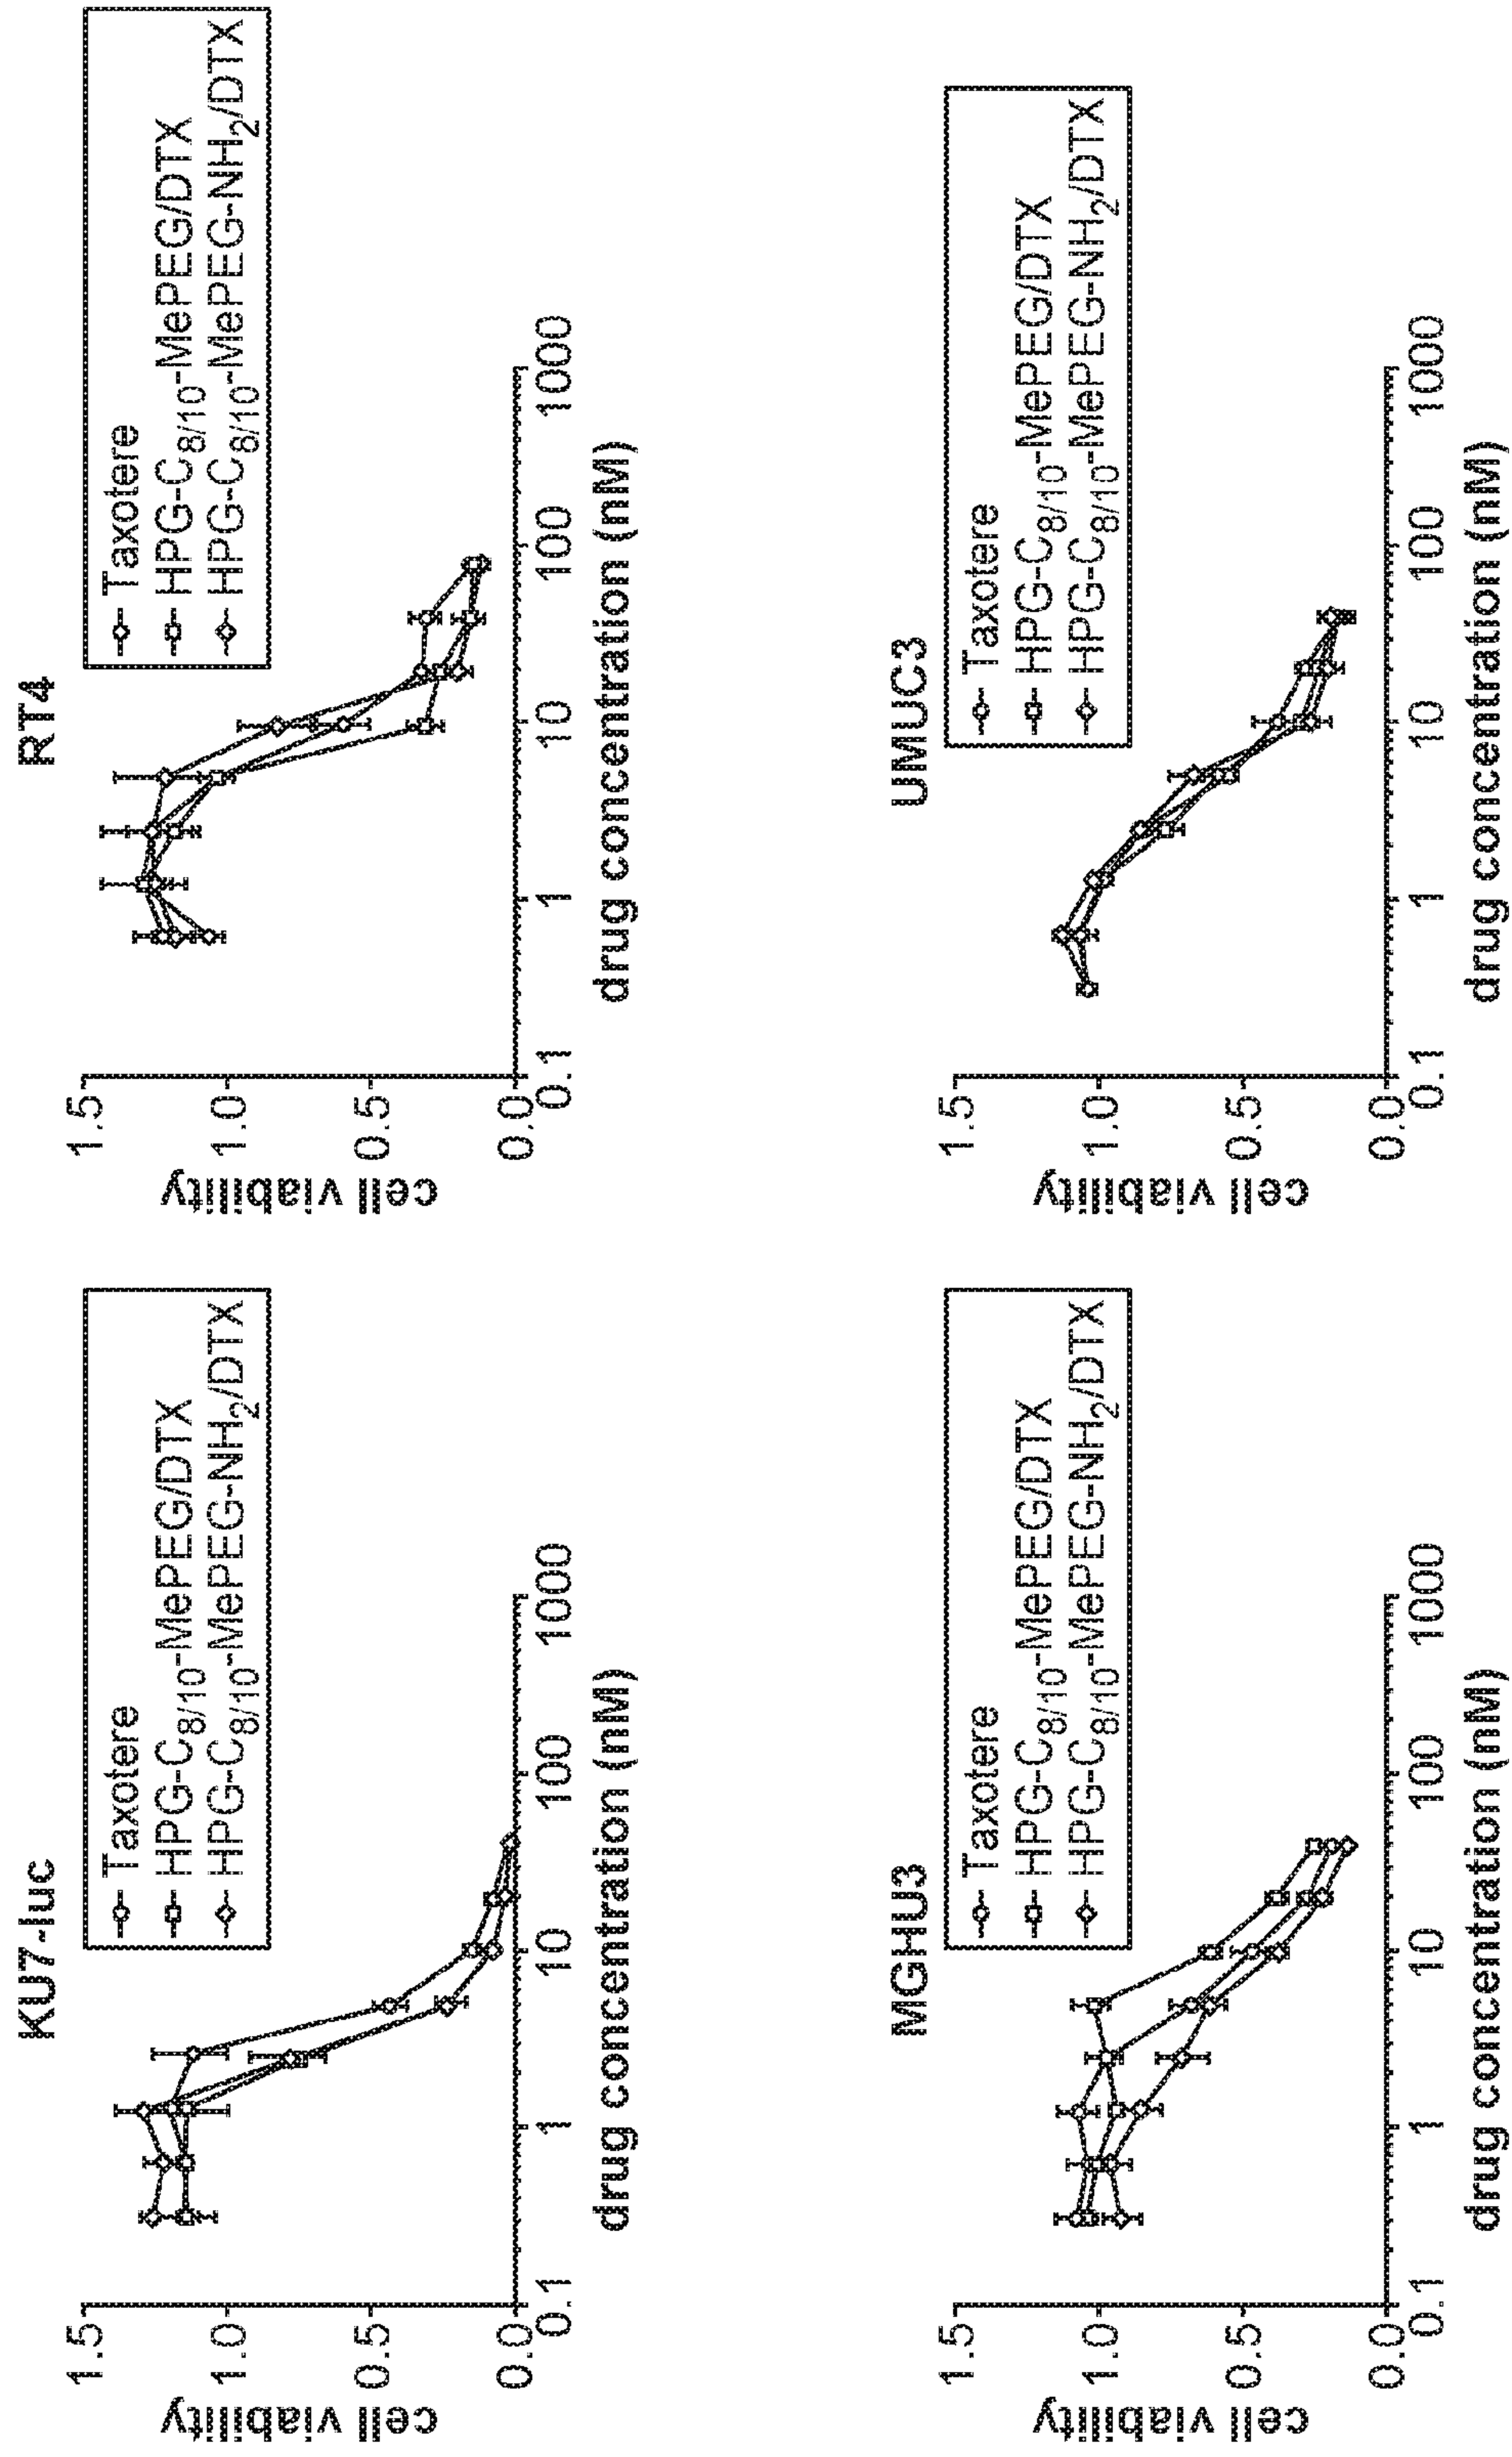 KU7-luc
Taxotere
HPG-C8/10-MePEG/DTX
HPG-C8/10-MePEG-NH2/DTX
cell viability
1.5
1.0
0.5
0.0
0.1
1
10
100
1000
drug concentration (nM)
RT4
Taxotere
HPG-C8/10-MePEG/DTX
HPG-C8/10-MePEG-NH2/DTX
cell viability
1.5
1.0
0.5
0.0
0.1
1
10
100
1000
drug concentration (nM)
MGHU3
Taxotere
HPG-C8/10-MePEG/DTX
HPG-C8/10-MePEG-NH2/DTX
cell viability
1.5
1.0
0.5
0.0
0.1
1
10
100
1000
drug concentration (nM)
UMUC3
Taxotere
HPG-C8/10-MePEG/DTX
HPG-C8/10-MePEG-NH2/DTX
cell viability
1.5
1.0
0.5
0.0
0.1
1
10
100
1000
drug concentration (nM)